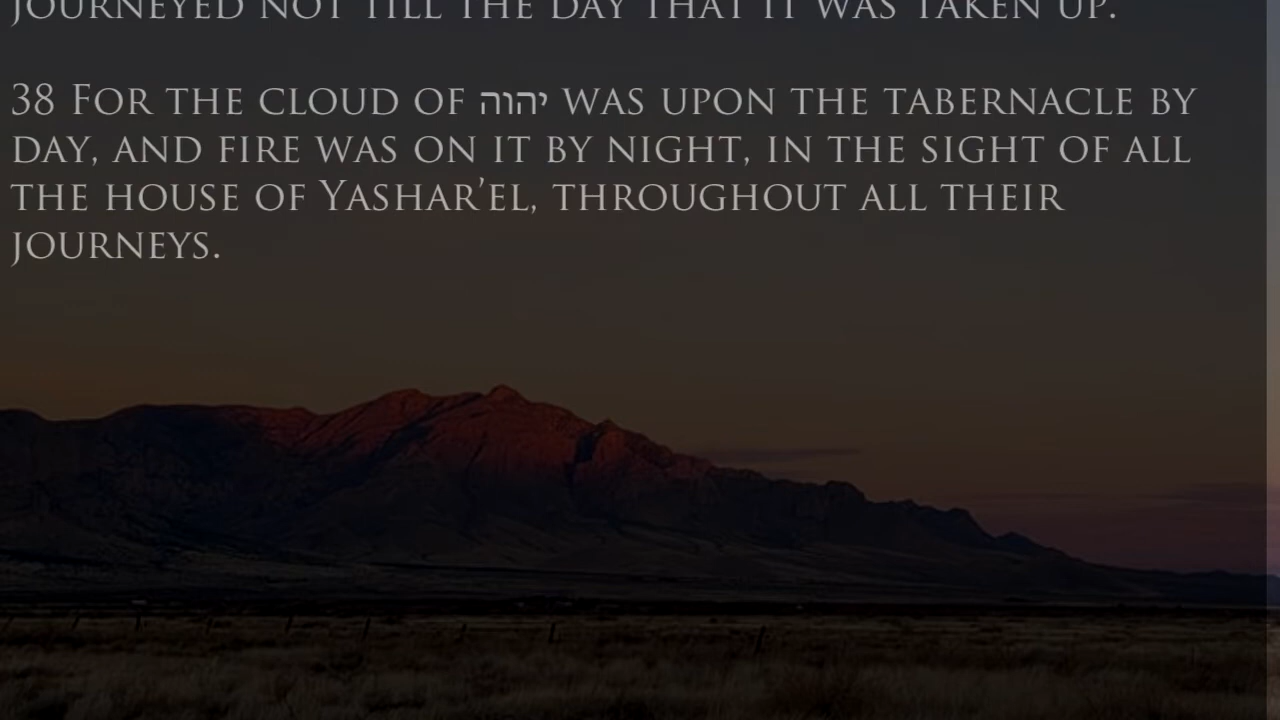 JOURNEYED NOT TILL THE DAY THAT IT WAS TAKEN UP.
38 FOR THE CLOUD OF יהוה WAS UPON THE TABERNACLE BY
DAY, AND FIRE WAS ON IT BY NIGHT, IN THE SIGHT OF ALL
THE HOUSE OF YASHAR’EL, THROUGHOUT ALL THEIR
JOURNEYS.